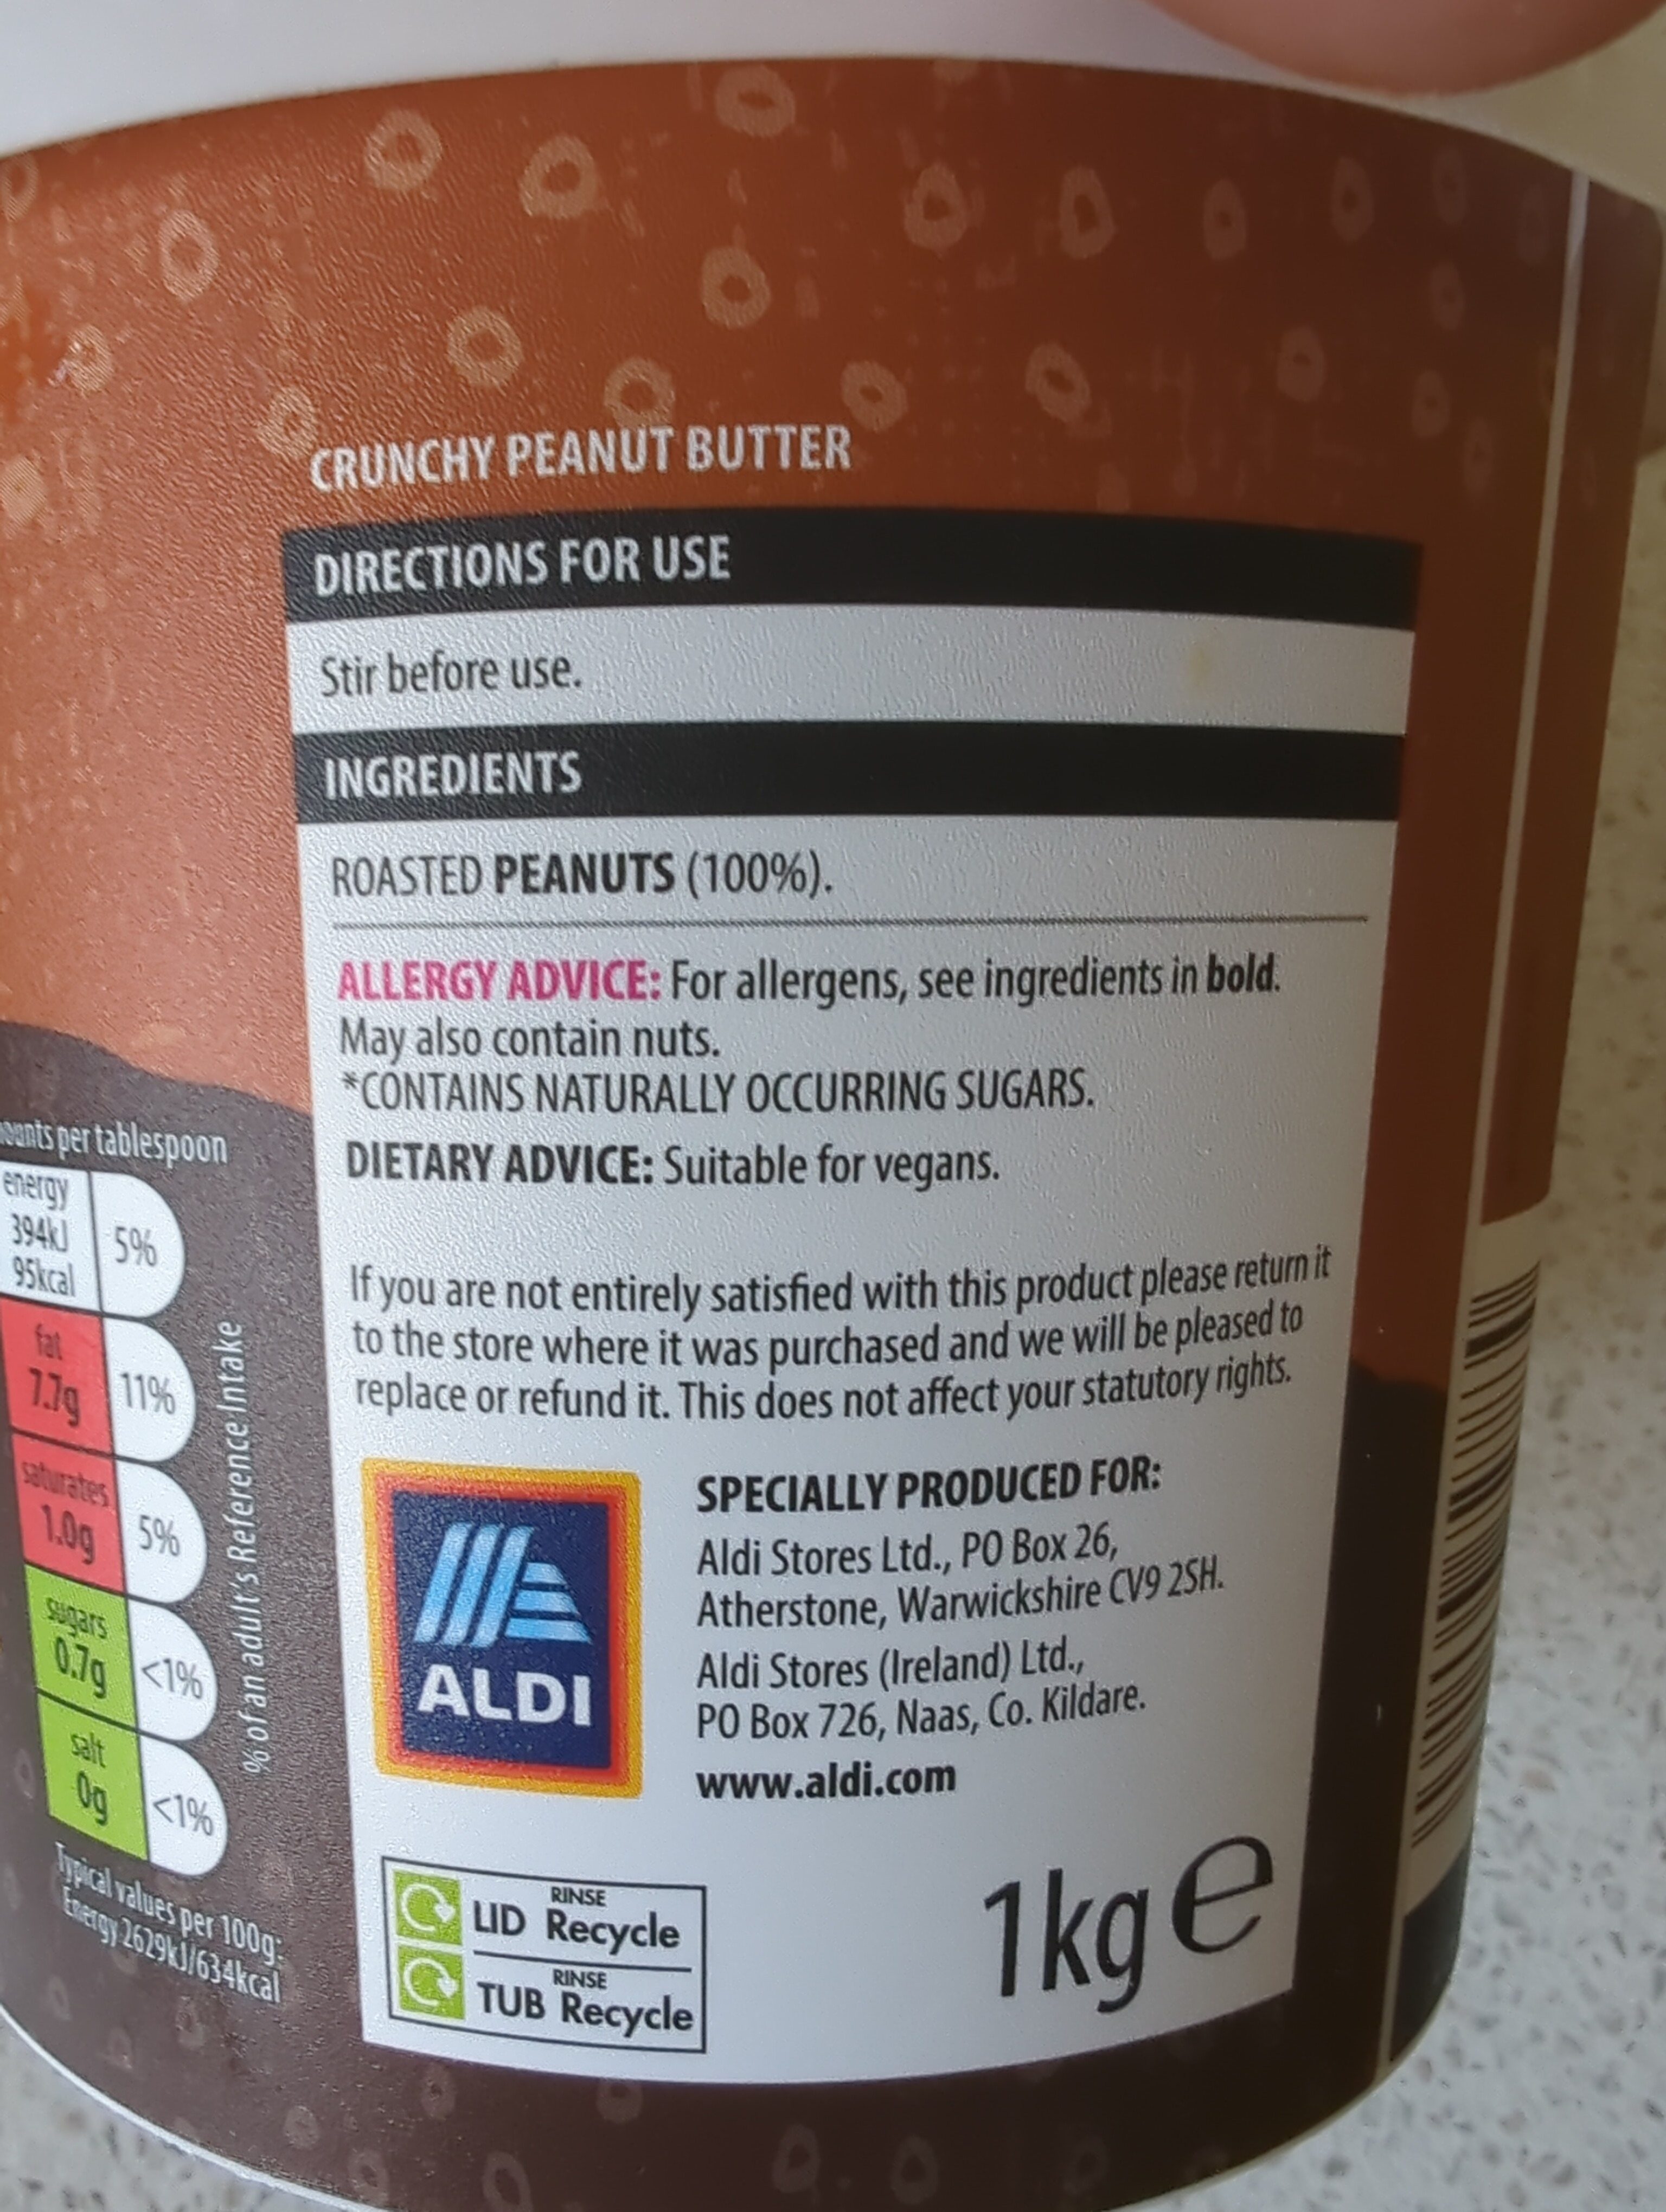 CRUNCHY PEANUT BUTTER
DIRECTIONS FOR USE
Stir before use.
INGREDIENTS
ROASTED PEANUTS (100%).
ALLERGY ADVICE: For allergens, see ingredients in bold.
May also contain nuts.
*CONTAINS NATURALLY OCCURRING SUGARS.
DIETARY ADVICE: Suitable for vegans.
If you are not entirely satisfied with this product please return it
to the store where it was purchased and we will be pleased to
replace or refund it. This does not affect your statutory rights.
ALDI
SPECIALLY PRODUCED FOR:
Aldi Stores Ltd., PO Box 26,
Atherstone, Warwickshire CV9 2SH.
Aldi Stores (Ireland) Ltd.,
PO Box 726, Naas, Co. Kildare.
www.aldi.com
RINSE
LID Recycle
RINSE
TUB Recycle
1kg e
per tablespoon
energy
394kJ
95kcal
5%
fat
7.7g
11%
saturates
1.0g
5%
sugars
0.7g
<1%
salt
0g
<1%
% of an adult's Reference Intake
Typical values per 100g:
Energy 2629kJ/634kcal